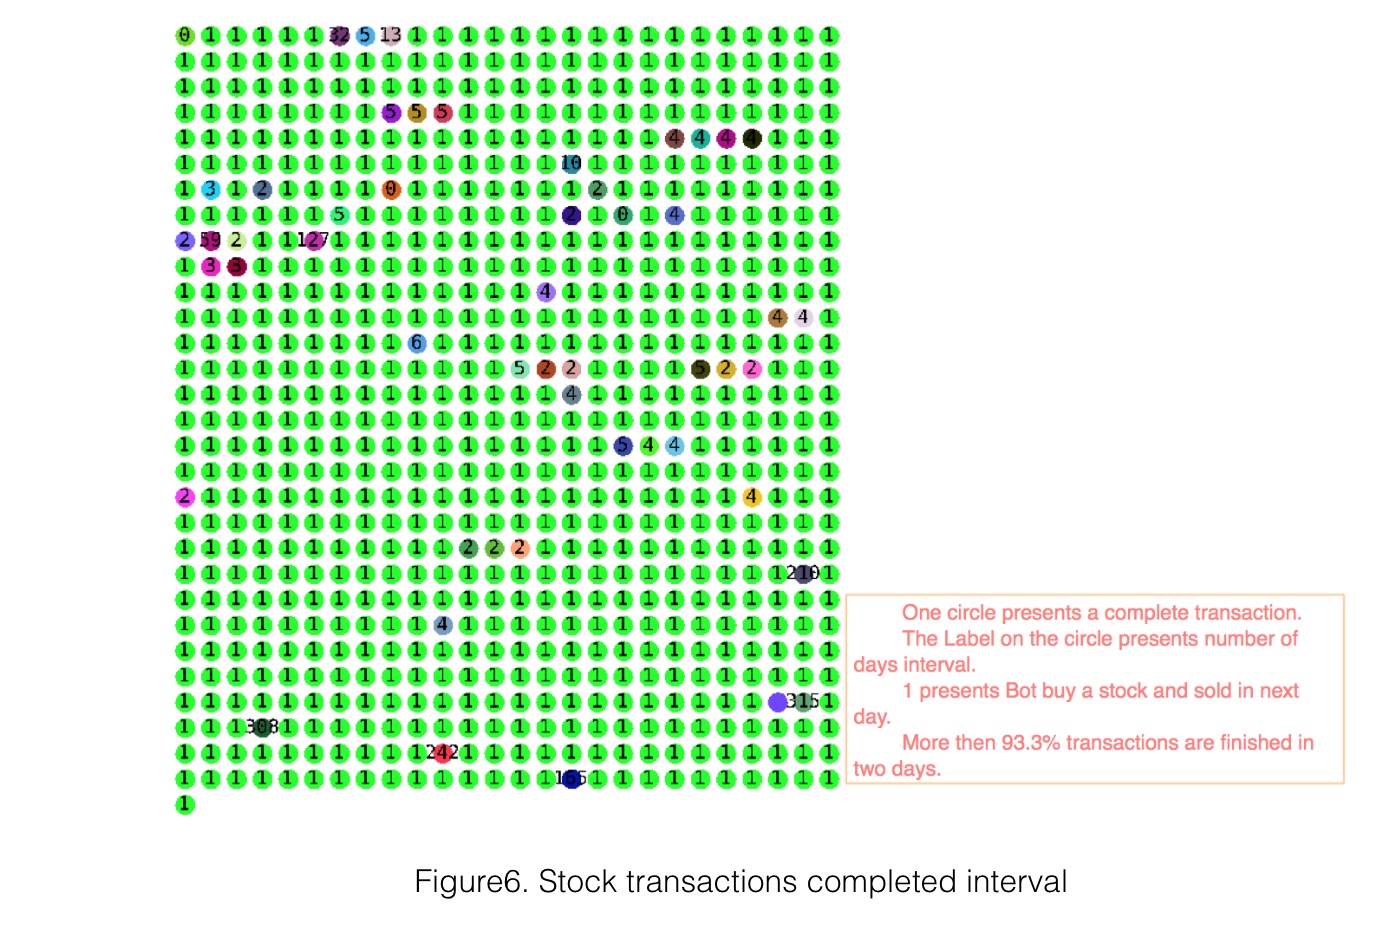 0 1 1 1 1 1 32 5 13 1 1 1 1 1 1 1 1 1 1 1 1 1 1 1 1 1
1 1 1 1 1 1 1 1 1 1 1 1 1 1 1 1 1 1 1 1 1 1 1 1 1 1
1 1 1 1 1 1 1 1 1 1 1 1 1 1 1 1 1 1 1 1 1 1 1 1 1 1
1 1 1 1 1 1 1 1 5 5 5 1 1 1 1 1 1 1 1 1 1 1 1 1 1 1
1 1 1 1 1 1 1 1 1 1 1 1 1 1 1 1 1 1 1 4 4 4 4 1 1 1
1 1 1 1 1 1 1 1 1 1 1 1 1 1 1 10 1 1 1 1 1 1 1 1 1 1
1 3 1 2 1 1 1 1 0 1 1 1 1 1 1 1 2 1 1 1 1 1 1 1 1 1
1 1 1 1 1 1 5 1 1 1 1 1 1 1 1 2 1 0 1 4 1 1 1 1 1 1
2 59 2 1 1 127 1 1 1 1 1 1 1 1 1 1 1 1 1 1 1 1 1 1 1 1
1 3 3 1 1 1 1 1 1 1 1 1 1 1 1 1 1 1 1 1 1 1 1 1 1 1
1 1 1 1 1 1 1 1 1 1 1 1 1 1 4 1 1 1 1 1 1 1 1 1 1 1
1 1 1 1 1 1 1 1 1 1 1 1 1 1 1 1 1 1 1 1 1 1 1 4 4 1
1 1 1 1 1 1 1 1 1 6 1 1 1 1 1 1 1 1 1 1 1 1 1 1 1 1
1 1 1 1 1 1 1 1 1 1 1 1 1 5 2 2 1 1 1 1 5 2 2 1 1 1
1 1 1 1 1 1 1 1 1 1 1 1 1 1 1 4 1 1 1 1 1 1 1 1 1 1
1 1 1 1 1 1 1 1 1 1 1 1 1 1 1 1 1 1 1 1 1 1 1 1 1 1
1 1 1 1 1 1 1 1 1 1 1 1 1 1 1 1 1 5 4 4 1 1 1 1 1 1
1 1 1 1 1 1 1 1 1 1 1 1 1 1 1 1 1 1 1 1 1 1 1 1 1 1
2 1 1 1 1 1 1 1 1 1 1 1 1 1 1 1 1 1 1 1 1 1 4 1 1 1
1 1 1 1 1 1 1 1 1 1 1 1 1 1 1 1 1 1 1 1 1 1 1 1 1 1
1 1 1 1 1 1 1 1 1 1 1 2 2 2 1 1 1 1 1 1 1 1 1 1 1 1
1 1 1 1 1 1 1 1 1 1 1 1 1 1 1 1 1 1 1 1 1 1 1 1 210 1
1 1 1 1 1 1 1 1 1 1 1 1 1 1 1 1 1 1 1 1 1 1 1 1 1 1
1 1 1 1 1 1 1 1 1 1 4 1 1 1 1 1 1 1 1 1 1 1 1 1 1 1
1 1 1 1 1 1 1 1 1 1 1 1 1 1 1 1 1 1 1 1 1 1 1 1 1 1
1 1 1 1 1 1 1 1 1 1 1 1 1 1 1 1 1 1 1 1 1 1 1 1 1 1
1 1 1 1 1 1 1 1 1 1 1 1 1 1 1 1 1 1 1 1 1 1 1 315 1
1 1 1 308 1 1 1 1 1 1 1 1 1 1 1 1 1 1 1 1 1 1 1 1 1 1
1 1 1 1 1 1 1 1 1 1 242 1 1 1 1 1 1 1 1 1 1 1 1 1 1 1
1 1 1 1 1 1 1 1 1 1 1 1 1 1 1 165 1 1 1 1 1 1 1 1 1 1
1
One circle presents a complete transaction.
The Label on the circle presents number of
days interval.
1 presents Bot buy a stock and sold in next
day.
More then 93.3% transactions are finished in
two days.
Figure6. Stock transactions completed interval